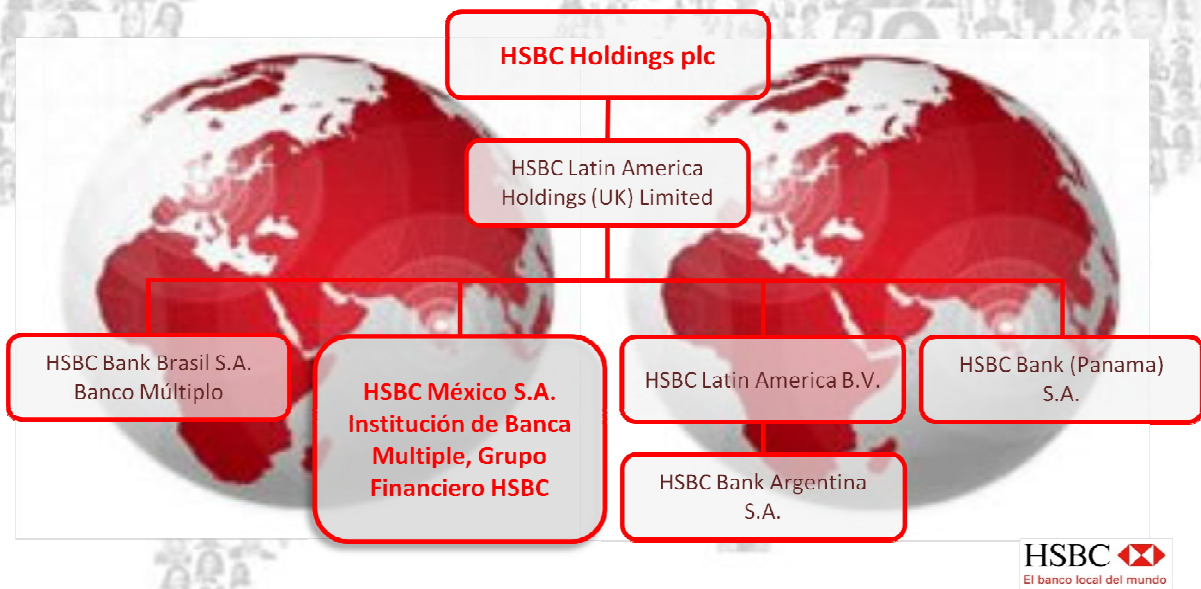 HSBC Holdings plc
HSBC Latin America
Holdings (UK) Limited
HSBC Bank Brasil S.A.
Banco Múltiplo
HSBC México S.A.
Institución de Banca
Multiple, Grupo
Financiero HSBC
HSBC Latin America B.V.
HSBC Bank (Panama)
S.A.
HSBC Bank Argentina
S.A.
HSBC
El banco local del mundo